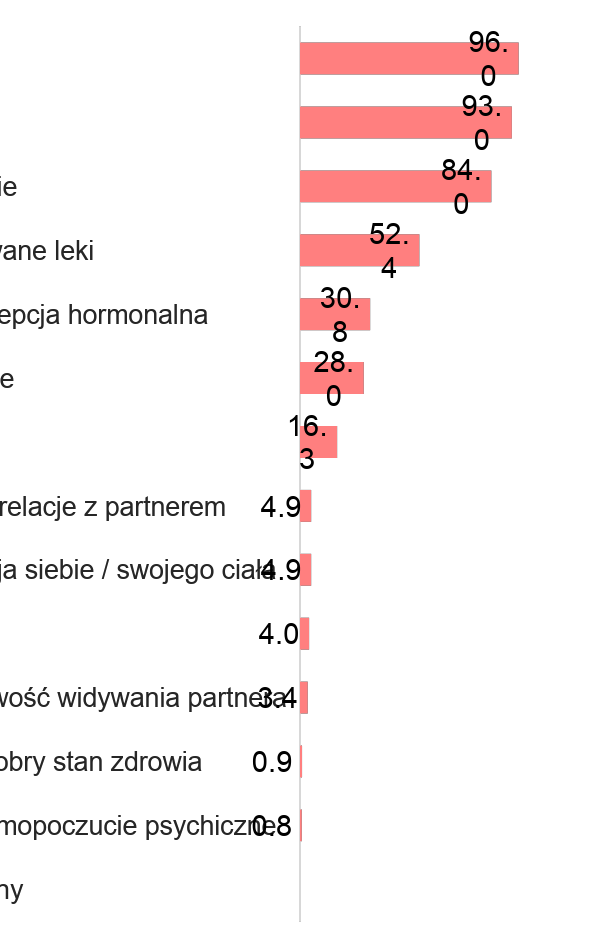 96.
0
93.
0
ie
84.
0
wane leki
52.
4
epcja hormonalna
30.
8
e
28.
0
16.
3
relacje z partnerem 4.9
ja siebie / swojego ciała 4.9
4.0
wość widywania partnera 3.4
obry stan zdrowia 0.9
mopoczucie psychiczne 0.8
ny